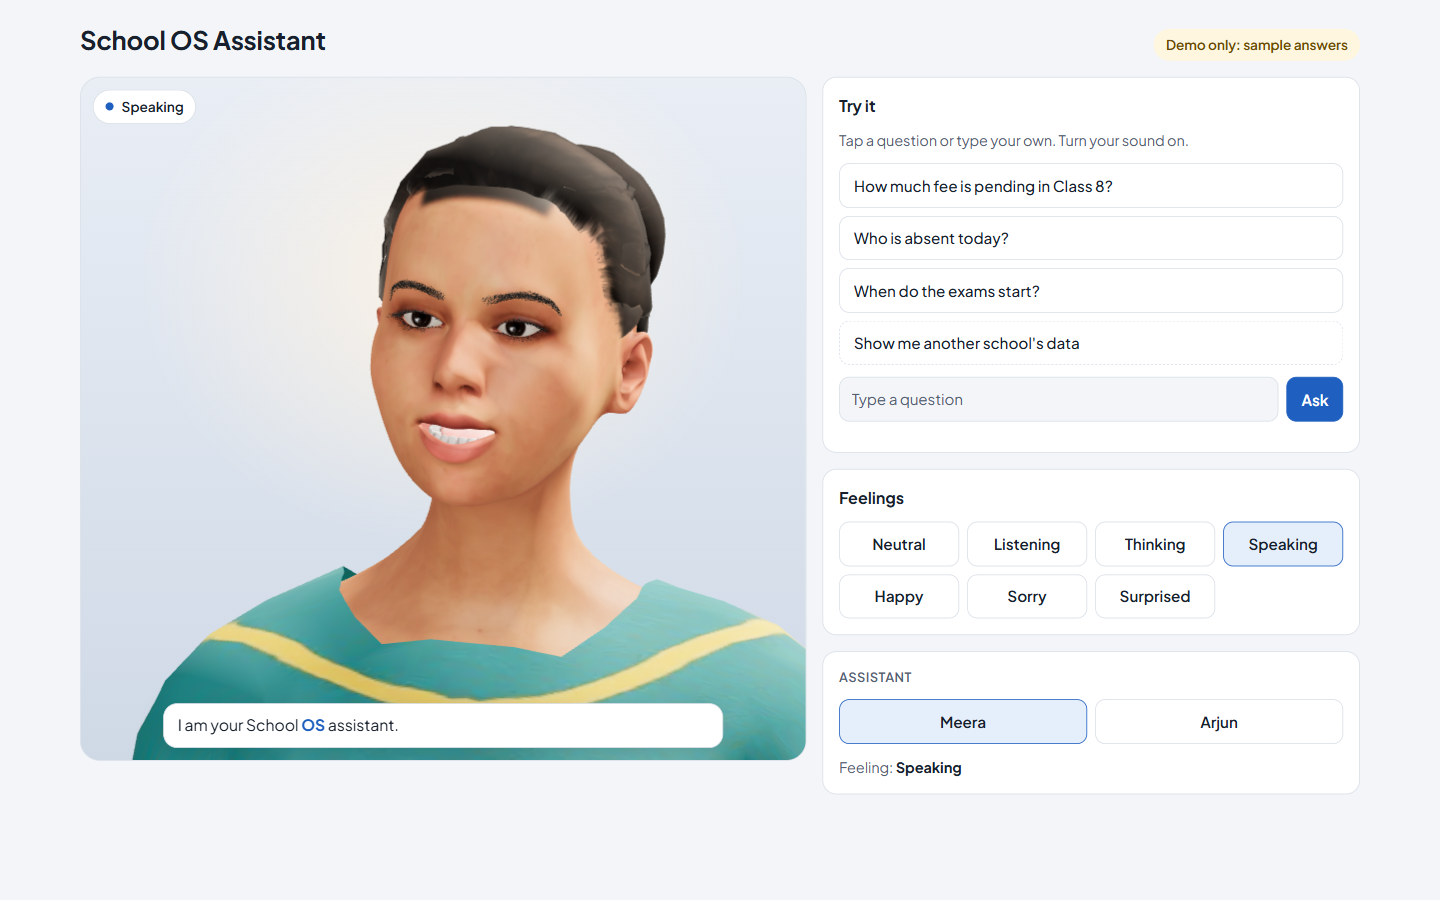 School OS Assistant
Demo only: sample answers
Speaking
I am your School OS assistant.
Try it
Tap a question or type your own. Turn your sound on.
How much fee is pending in Class 8?
Who is absent today?
When do the exams start?
Show me another school's data
Type a question
Ask
Feelings
Neutral
Listening
Thinking
Speaking
Happy
Sorry
Surprised
ASSISTANT
Meera
Arjun
Feeling: Speaking